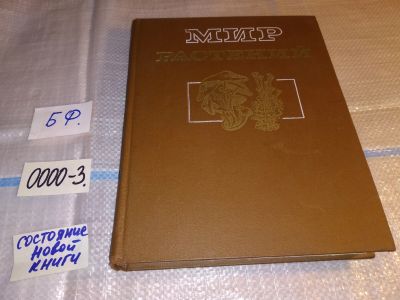 МИР
РАСТЕНИЙ
БФ.
0000-3.
состояние
новой
книги